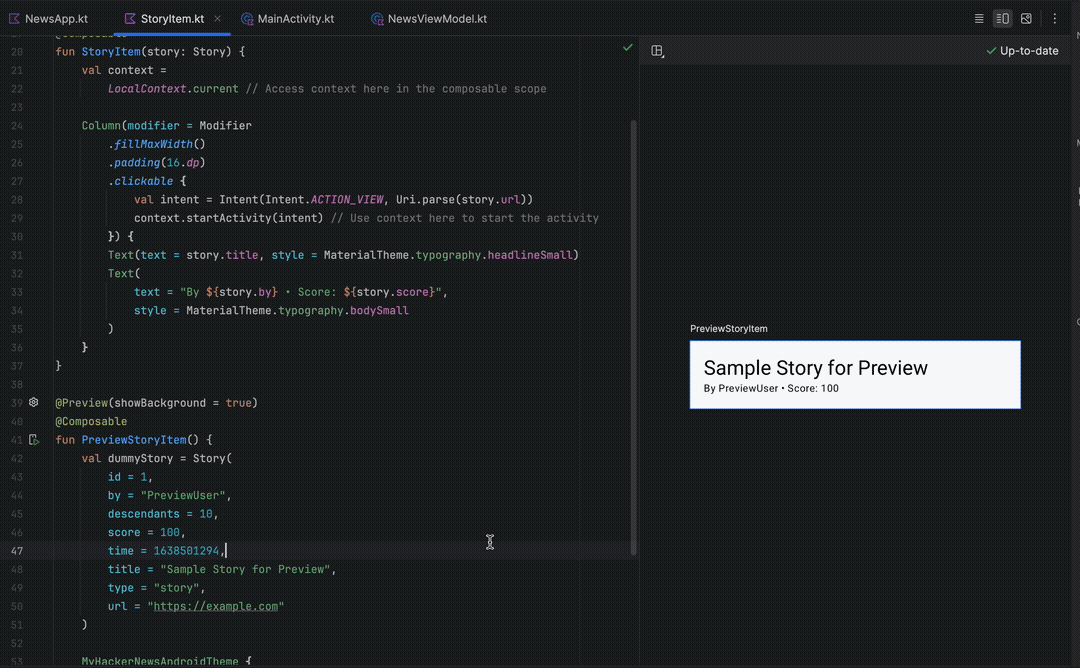 NewsApp.kt StoryItem.kt MainActivity.kt NewsViewModel.kt
@Composable
20 fun StoryItem(story: Story) {
21 val context =
22 LocalContext.current // Access context here in the composable scope
23
24 Column(modifier = Modifier
25 .fillMaxWidth()
26 .padding(16.dp)
27 .clickable {
28 val intent = Intent(Intent.ACTION_VIEW, Uri.parse(story.url))
29 context.startActivity(intent) // Use context here to start the activity
30 }) {
31 Text(text = story.title, style = MaterialTheme.typography.headlineSmall)
32 Text(
33 text = "By ${story.by} • Score: ${story.score}",
34 style = MaterialTheme.typography.bodySmall
35 )
36 }
37 }
38
39 @Preview(showBackground = true)
40 @Composable
41 fun PreviewStoryItem() {
42 val dummyStory = Story(
43 id = 1,
44 by = "PreviewUser",
45 descendants = 10,
46 score = 100,
47 time = 1638501294,
48 title = "Sample Story for Preview",
49 type = "story",
50 url = "https://example.com"
51 )
52
53 MyHackerNewsAndroidTheme {
Up-to-date
PreviewStoryItem
Sample Story for Preview
By PreviewUser • Score: 100